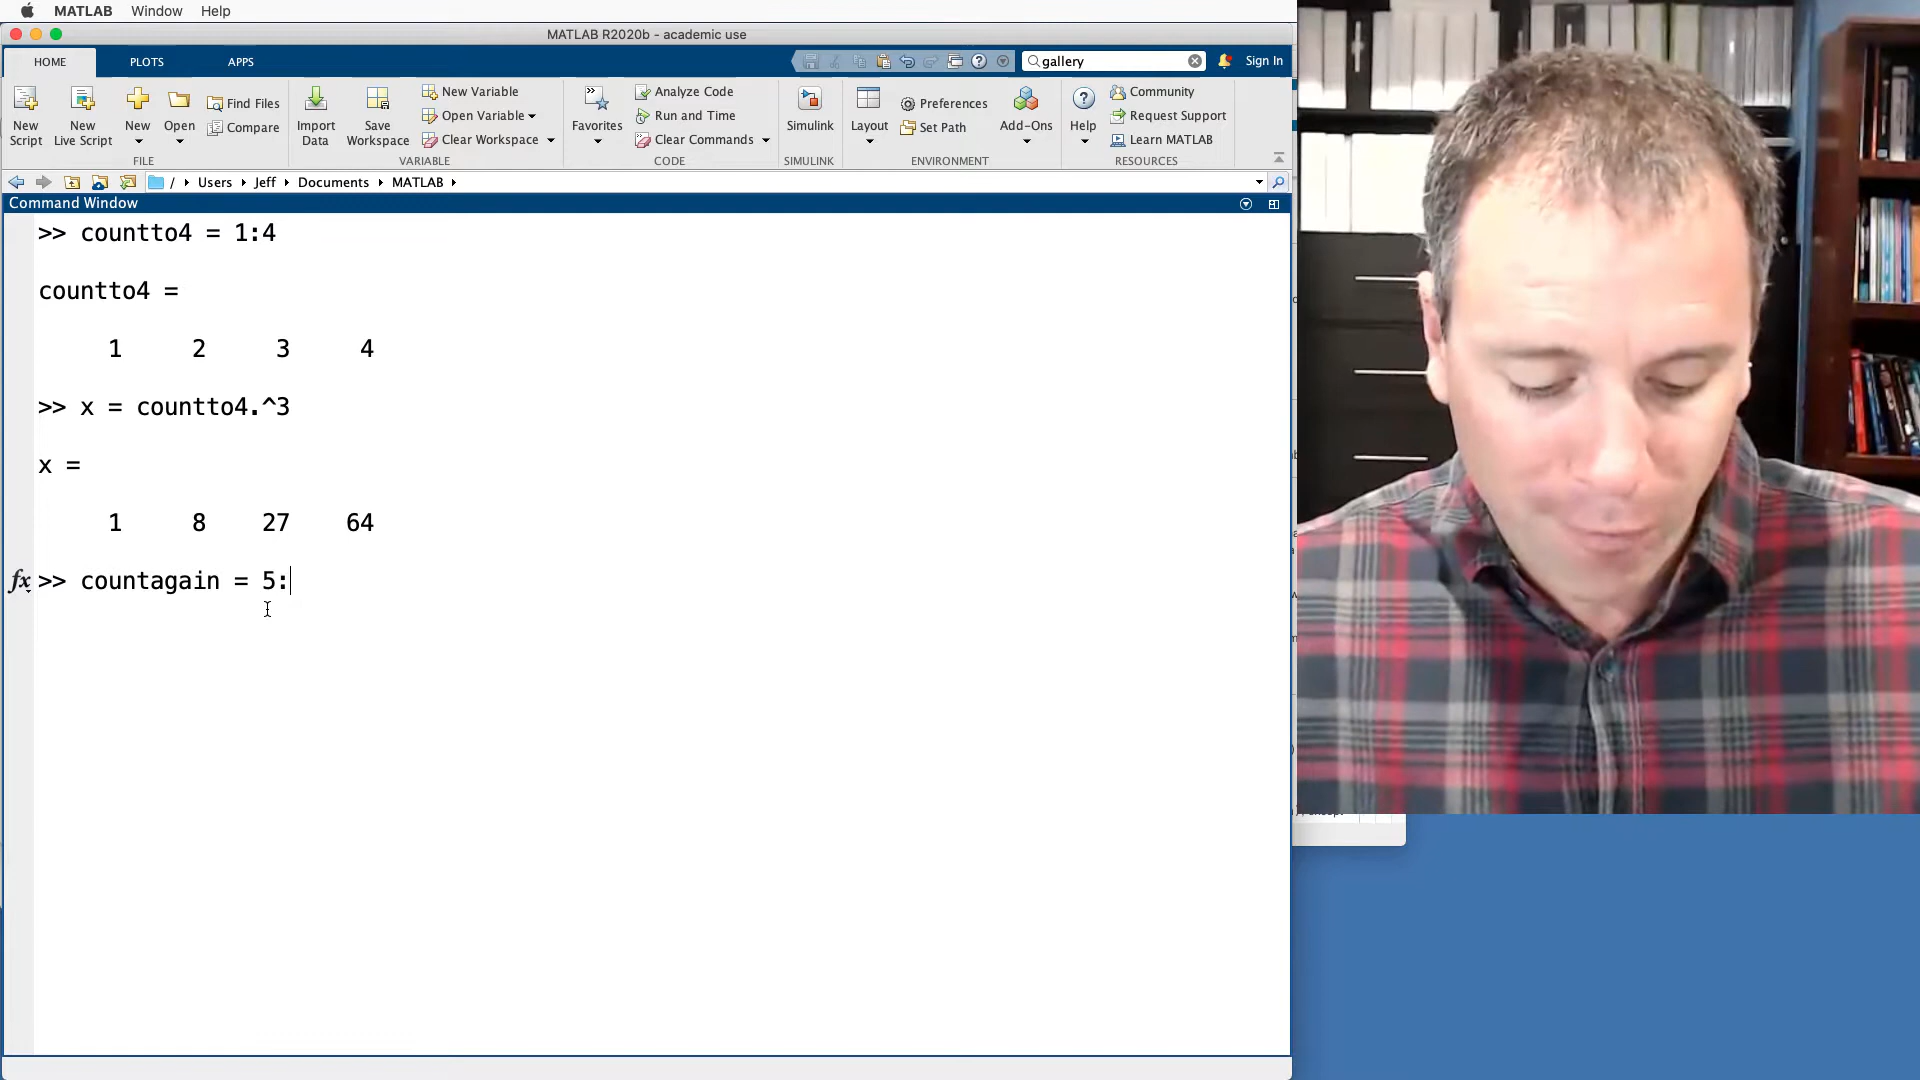 MATLAB Window Help
MATLAB R2020b - academic use
HOME PLOTS APPS
gallery
Sign In
New Script
New Live Script
New
Open
Find Files
Compare
FILE
Import Data
Save Workspace
New Variable
Open Variable
Clear Workspace
VARIABLE
Favorites
Analyze Code
Run and Time
Clear Commands
CODE
Simulink
SIMULINK
Layout
Preferences
Set Path
Add-Ons
ENVIRONMENT
Help
Community
Request Support
Learn MATLAB
RESOURCES
/ Users Jeff Documents MATLAB
Command Window
>> countto4 = 1:4
countto4 =
1 2 3 4
>> x = countto4.^3
x =
1 8 27 64
fx >> countagain = 5: